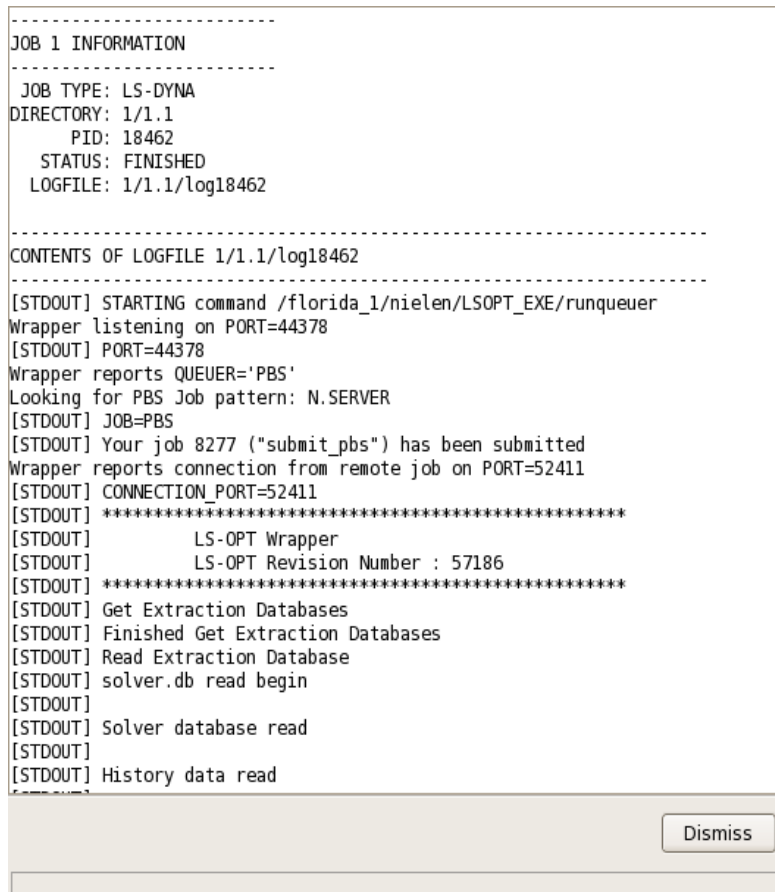 --------------------------
JOB 1 INFORMATION
--------------------------
JOB TYPE: LS-DYNA
DIRECTORY: 1/1.1
PID: 18462
STATUS: FINISHED
LOGFILE: 1/1.1/log18462
--------------------------------------------------------------------
CONTENTS OF LOGFILE 1/1.1/log18462
--------------------------------------------------------------------
[STDOUT] STARTING command /florida_1/nielen/LSOPT_EXE/runqueuer
Wrapper listening on PORT=44378
[STDOUT] PORT=44378
Wrapper reports QUEUER='PBS'
Looking for PBS Job pattern: N.SERVER
[STDOUT] JOB=PBS
[STDOUT] Your job 8277 ("submit_pbs") has been submitted
Wrapper reports connection from remote job on PORT=52411
[STDOUT] CONNECTION_PORT=52411
[STDOUT] ***************************************************
[STDOUT] LS-OPT Wrapper
[STDOUT] LS-OPT Revision Number : 57186
[STDOUT] ***************************************************
[STDOUT] Get Extraction Databases
[STDOUT] Finished Get Extraction Databases
[STDOUT] Read Extraction Database
[STDOUT] solver.db read begin
[STDOUT]
[STDOUT] Solver database read
[STDOUT]
[STDOUT] History data read
Dismiss